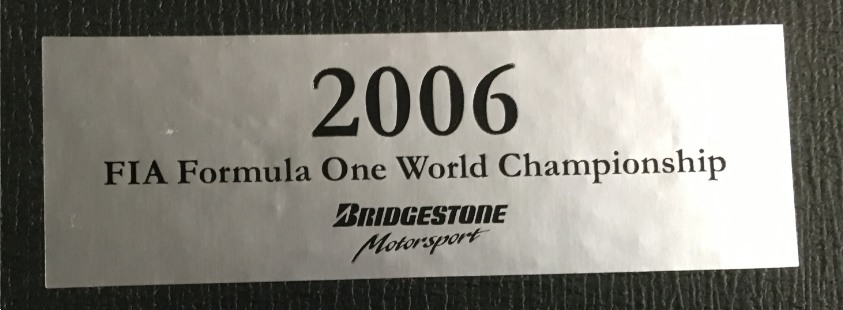 2006
FIA Formula One World Championship
BRIDGESTONE
Motorsport